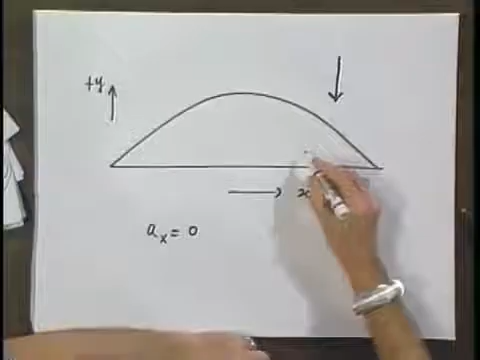 +y
x
aₓ = 0